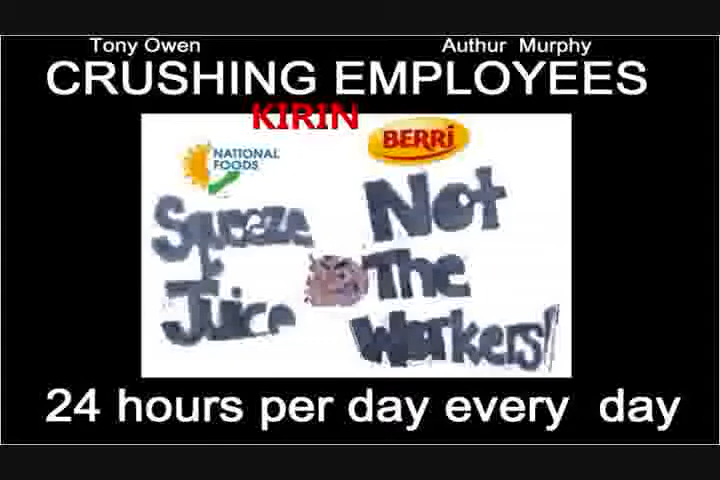 Tony Owen
Authur Murphy
CRUSHING EMPLOYEES
KIRIN
BERRi
NATIONAL
FOODS
Squeeze
Juice
Not
The
Workers!
24 hours per day every day